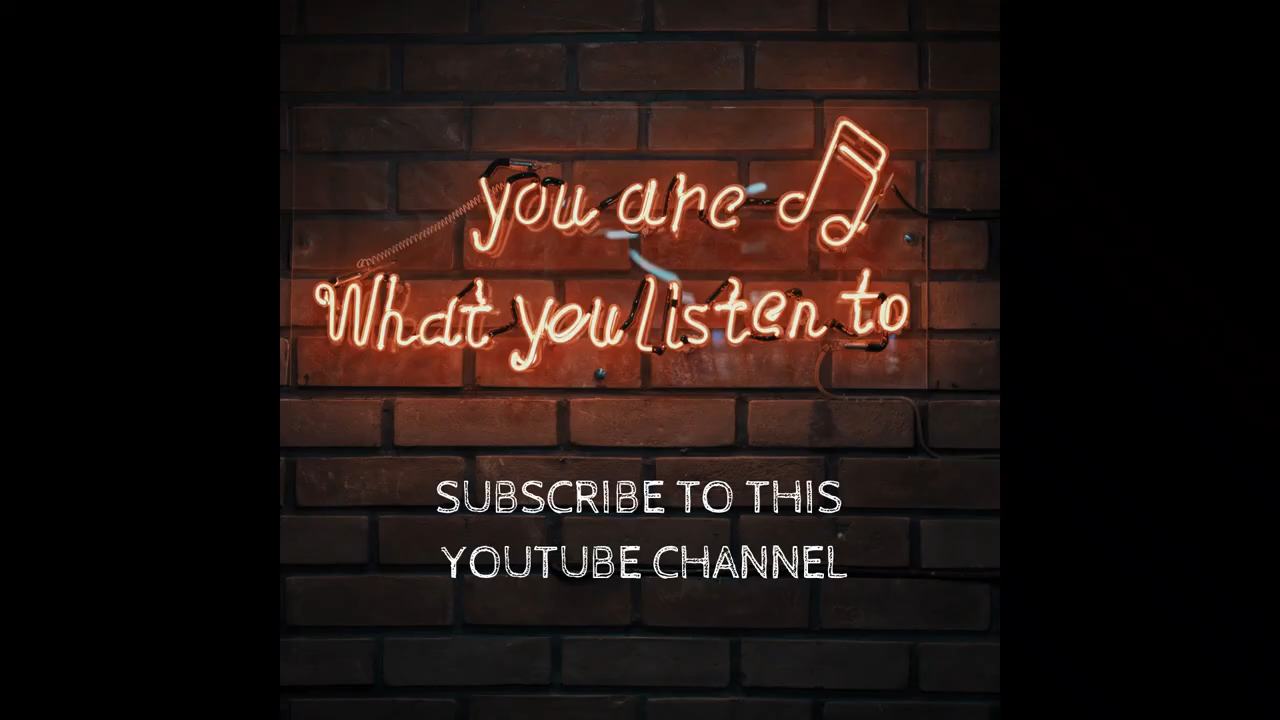 you are
What you listen to
SUBSCRIBE TO THIS
YOUTUBE CHANNEL